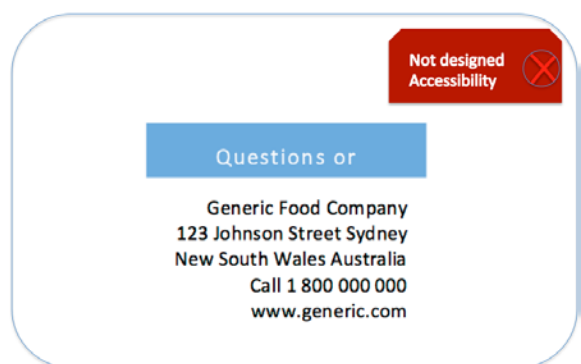 Not designed
Accessibility
Questions or
Generic Food Company
123 Johnson Street Sydney
New South Wales Australia
Call 1 800 000 000
www.generic.com